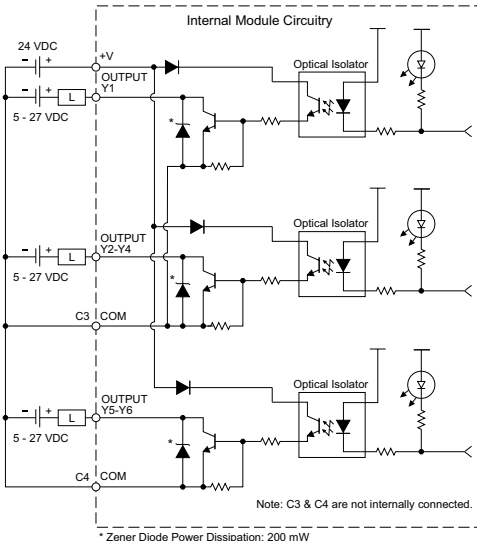 Internal Module Circuitry
24 VDC
- +
+V
Optical Isolator
OUTPUT
Y1
- +
L
5 - 27 VDC
*
Optical Isolator
OUTPUT
Y2-Y4
- +
L
5 - 27 VDC
*
C3
COM
Optical Isolator
OUTPUT
Y5-Y6
- +
L
5 - 27 VDC
*
C4
COM
Note: C3 & C4 are not internally connected.
* Zener Diode Power Dissipation: 200 mW